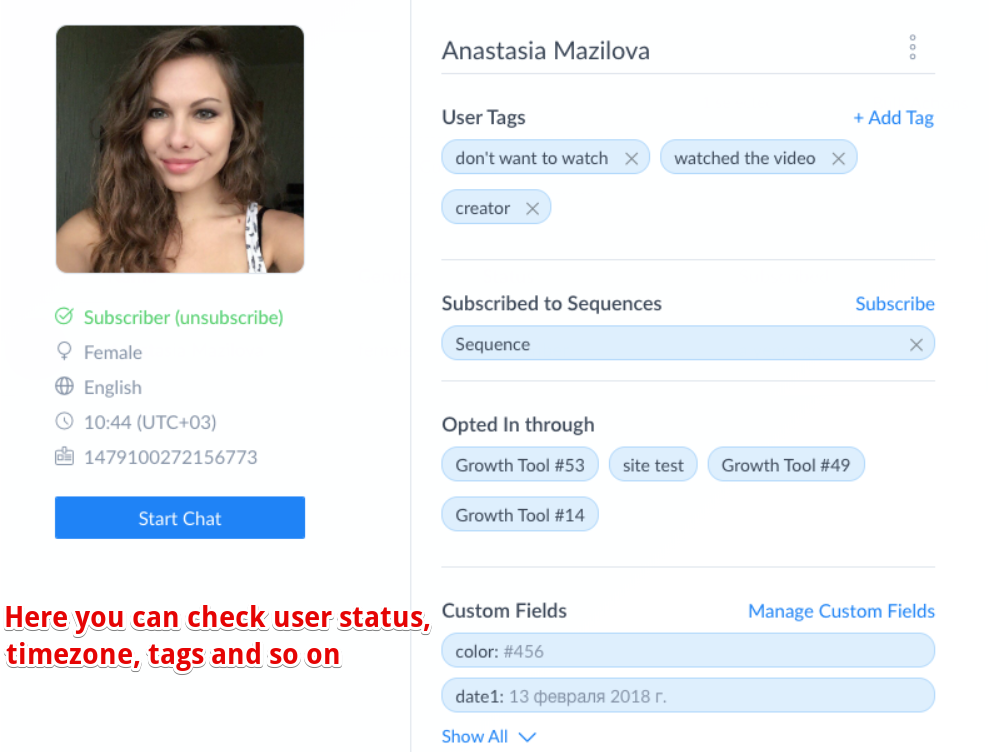 Anastasia Mazilova
User Tags
+ Add Tag
don't want to watch
watched the video
creator
Subscriber (unsubscribe)
Female
English
10:44 (UTC+03)
1479100272156773
Start Chat
Subscribed to Sequences
Subscribe
Sequence
Opted In through
Growth Tool #53
site test
Growth Tool #49
Growth Tool #14
Here you can check user status,
timezone, tags and so on
Custom Fields
Manage Custom Fields
color: #456
date1: 13 февраля 2018 г.
Show All